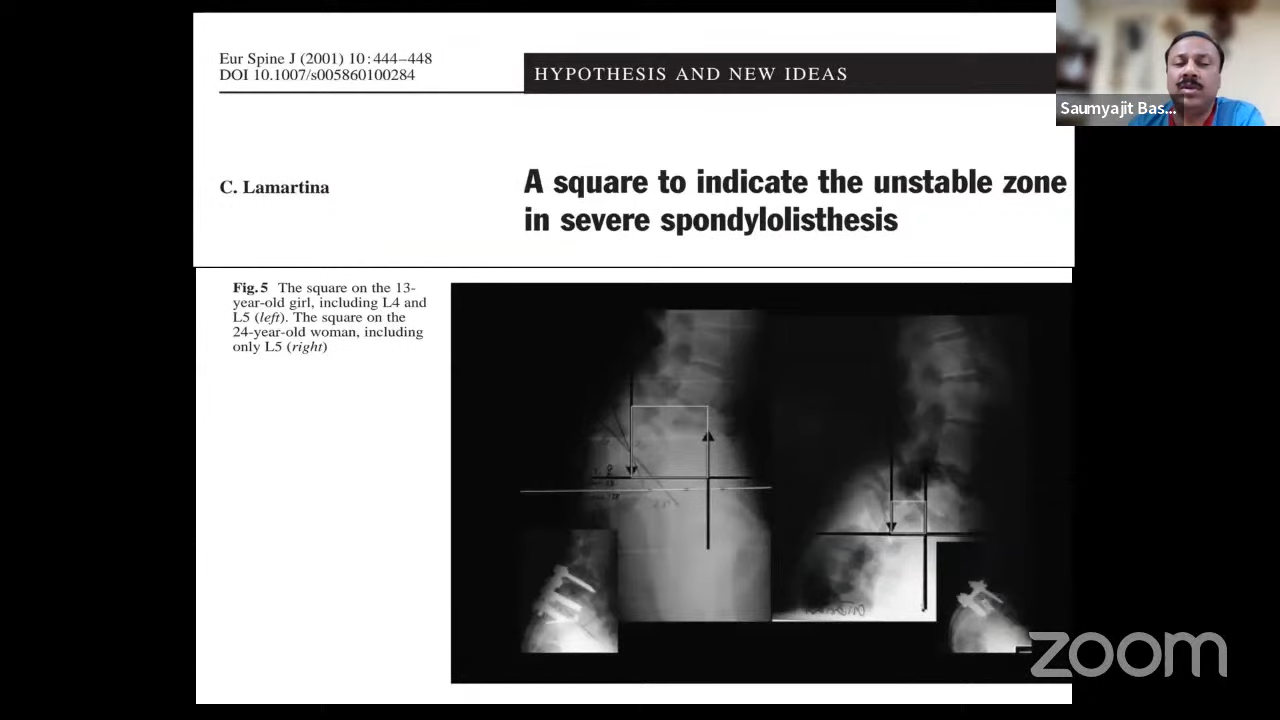 Eur Spine J (2001) 10:444–448
DOI 10.1007/s005860100284
HYPOTHESIS AND NEW IDEAS
C. Lamartina
A square to indicate the unstable zone
in severe spondylolisthesis
Fig. 5 The square on the 13-
year-old girl, including L4 and
L5 (left). The square on the
24-year-old woman, including
only L5 (right)
Saumyajit Bas...
zoom